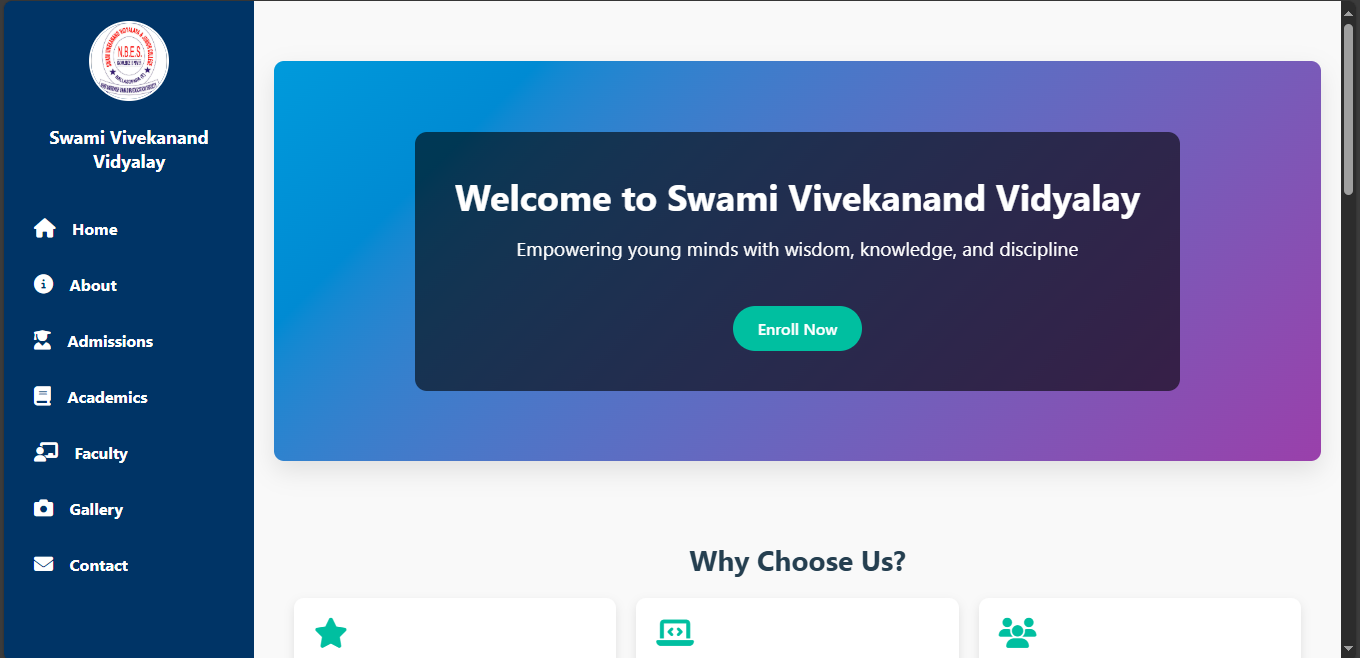 N.B.E.S.
Swami Vivekanand
Vidyalay
Home
About
Admissions
Academics
Faculty
Gallery
Contact
Welcome to Swami Vivekanand Vidyalay
Empowering young minds with wisdom, knowledge, and discipline
Enroll Now
Why Choose Us?